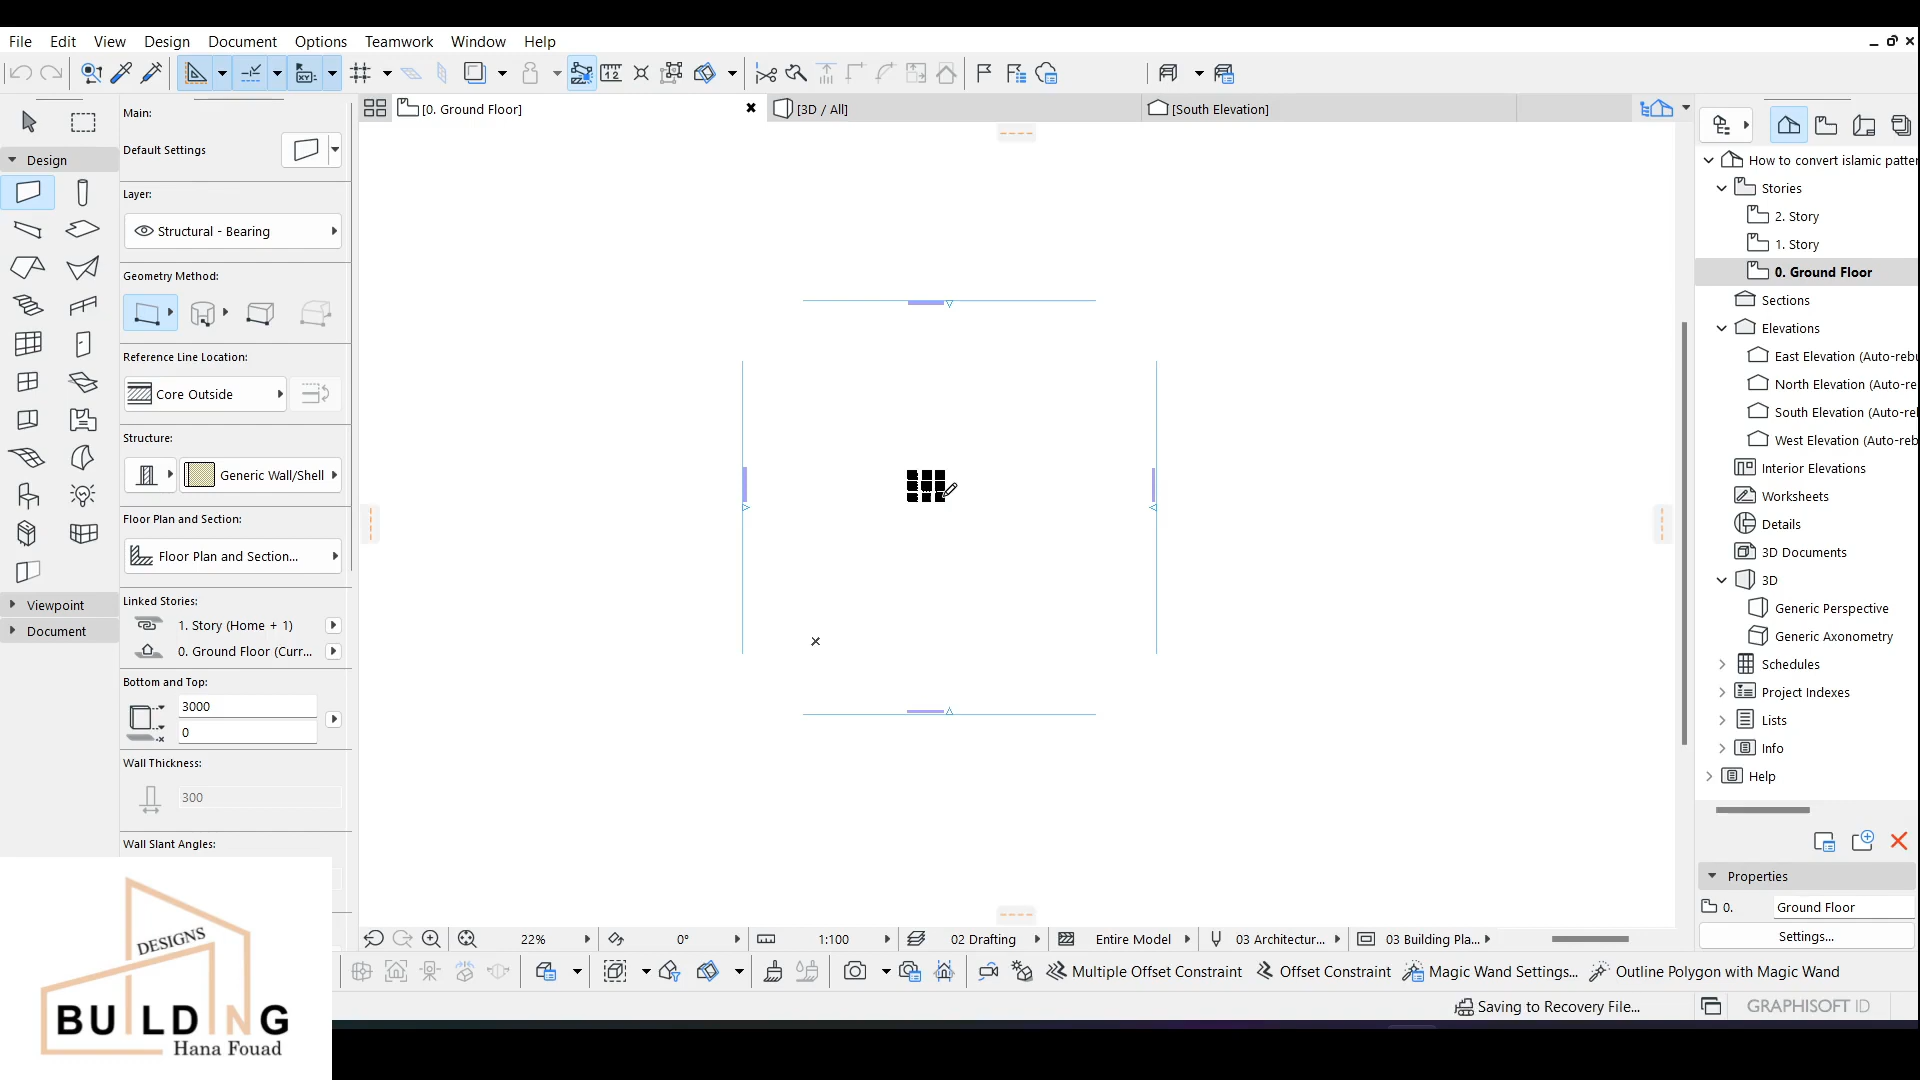 File Edit View Design Document Options Teamwork Window Help
[0. Ground Floor]
[3D / All]
[South Elevation]
Main:
Default Settings
Design
Layer:
Structural - Bearing
Geometry Method:
Reference Line Location:
Core Outside
Structure:
Generic Wall/Shell
Floor Plan and Section:
Floor Plan and Section...
Linked Stories:
1. Story (Home + 1)
0. Ground Floor (Curr...
Bottom and Top:
3000
0
Wall Thickness:
300
Wall Slant Angles:
Viewpoint
Document
How to convert islamic patter
Stories
2. Story
1. Story
0. Ground Floor
Sections
Elevations
East Elevation (Auto-rebu
North Elevation (Auto-re
South Elevation (Auto-rel
West Elevation (Auto-reb
Interior Elevations
Worksheets
Details
3D Documents
3D
Generic Perspective
Generic Axonometry
Schedules
Project Indexes
Lists
Info
Help
Properties
0. Ground Floor
Settings...
22% 0° 1:100 02 Drafting Entire Model 03 Architectur... 03 Building Pla...
Multiple Offset Constraint Offset Constraint Magic Wand Settings... Outline Polygon with Magic Wand
Saving to Recovery File... GRAPHISOFT ID
DESIGNS
BUILDING
Hana Fouad